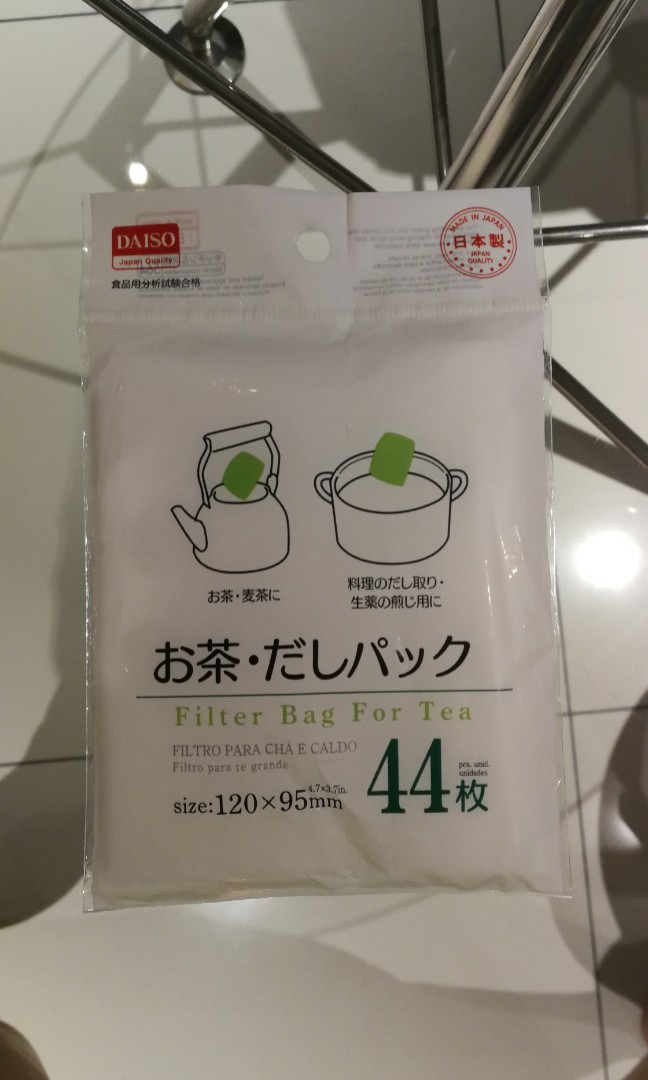 DAISO
Japan Quality
食品用分析試験合格
MADE IN JAPAN
日本製
JAPAN QUALITY
お茶・麦茶に
料理のだし取り・
生薬の煎じ用に
お茶・だしパック
Filter Bag For Tea
FILTRO PARA CHÁ E CALDO
Filtro para te grande
size:120×95mm
4.7×3.7in.
44枚
pcs. unid.
unidades